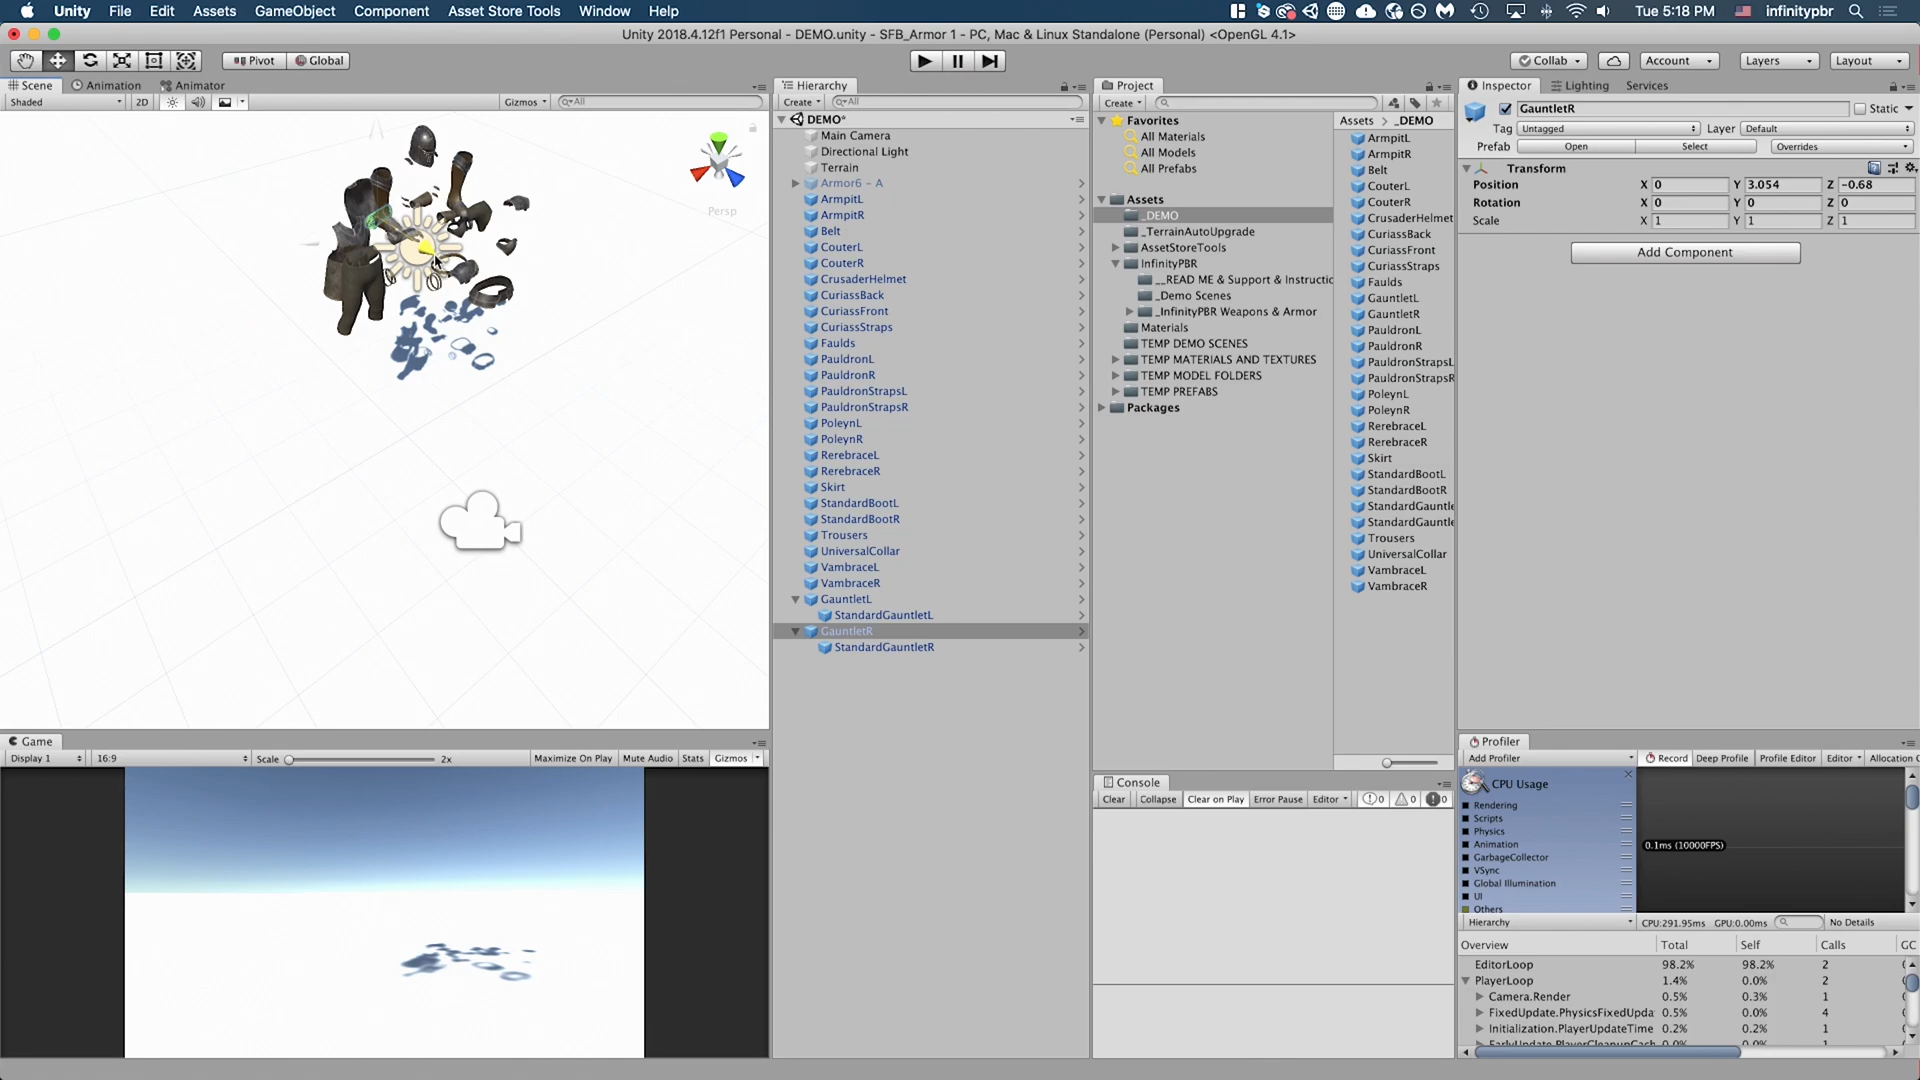 Unity File Edit Assets GameObject Component Asset Store Tools Window Help Tue 5:18 PM infinitypbr
Unity 2018.4.12f1 Personal - DEMO.unity - SFB_Armor 1 - PC, Mac & Linux Standalone (Personal) <OpenGL 4.1>
Pivot Global Collab Account Layers Layout
Scene Animation Animator
Shaded 2D Gizmos All
Persp
Hierarchy
Create All
DEMO*
Main Camera
Directional Light
Terrain
Armor6 - A
ArmpitL
ArmpitR
Belt
CouterL
CouterR
CrusaderHelmet
CuriassBack
CuriassFront
CuriassStraps
Faulds
PauldronL
PauldronR
PauldronStrapsL
PauldronStrapsR
PoleynL
PoleynR
RerebraceL
RerebraceR
Skirt
StandardBootL
StandardBootR
Trousers
UniversalCollar
VambraceL
VambraceR
GauntletL
StandardGauntletL
GauntletR
StandardGauntletR
Project
Create
Favorites
All Materials
All Models
All Prefabs
Assets
_DEMO
_TerrainAutoUpgrade
AssetStoreTools
InfinityPBR
__READ ME & Support & Instructio
_Demo Scenes
_InfinityPBR Weapons & Armor
Materials
TEMP DEMO SCENES
TEMP MATERIALS AND TEXTURES
TEMP MODEL FOLDERS
TEMP PREFABS
Packages
Assets > _DEMO
ArmpitL
ArmpitR
Belt
CouterL
CouterR
CrusaderHelmet
CuriassBack
CuriassFront
CuriassStraps
Faulds
GauntletL
GauntletR
PauldronL
PauldronR
PauldronStrapsL
PauldronStrapsR
PoleynL
PoleynR
RerebraceL
RerebraceR
Skirt
StandardBootL
StandardBootR
StandardGauntle
StandardGauntle
Trousers
UniversalCollar
VambraceL
VambraceR
Inspector Lighting Services
GauntletR Static
Tag Untagged Layer Default
Prefab Open Select Overrides
Transform
Position X 0 Y 3.054 Z -0.68
Rotation X 0 Y 0 Z 0
Scale X 1 Y 1 Z 1
Add Component
Game
Display 1 16:9 Scale 2x Maximize On Play Mute Audio Stats Gizmos
Console
Clear Collapse Clear on Play Error Pause Editor 0 0 0
Profiler
Add Profiler Record Deep Profile Profile Editor Editor Allocation C
CPU Usage
Rendering
Scripts
Physics
Animation
GarbageCollector
VSync
Global Illumination
UI
Others
0.1ms (10000FPS)
Hierarchy CPU:291.95ms GPU:0.00ms No Details
Overview Total Self Calls GC
EditorLoop 98.2% 98.2% 2
PlayerLoop 1.4% 0.0% 2
Camera.Render 0.5% 0.3% 1
FixedUpdate.PhysicsFixedUpda 0.5% 0.0% 4
Initialization.PlayerUpdateTime 0.2% 0.2% 1
EarlyUpdate.PlayerCleanupCach 0.1% 0.0% 1